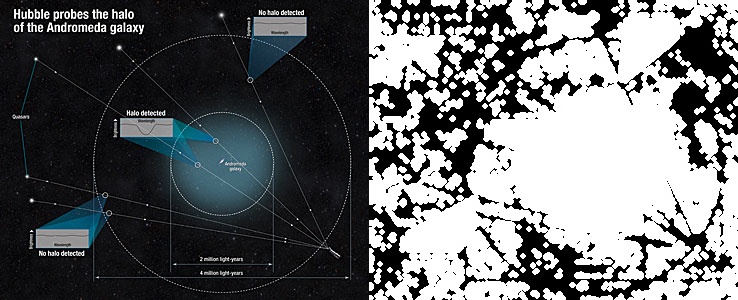 Hubble probes the halo
of the Andromeda galaxy
No halo detected
Brightness
Wavelength
Halo detected
Brightness
Wavelength
Quasars
Andromeda
galaxy
Brightness
Wavelength
No halo detected
2 million light-years
4 million light-years